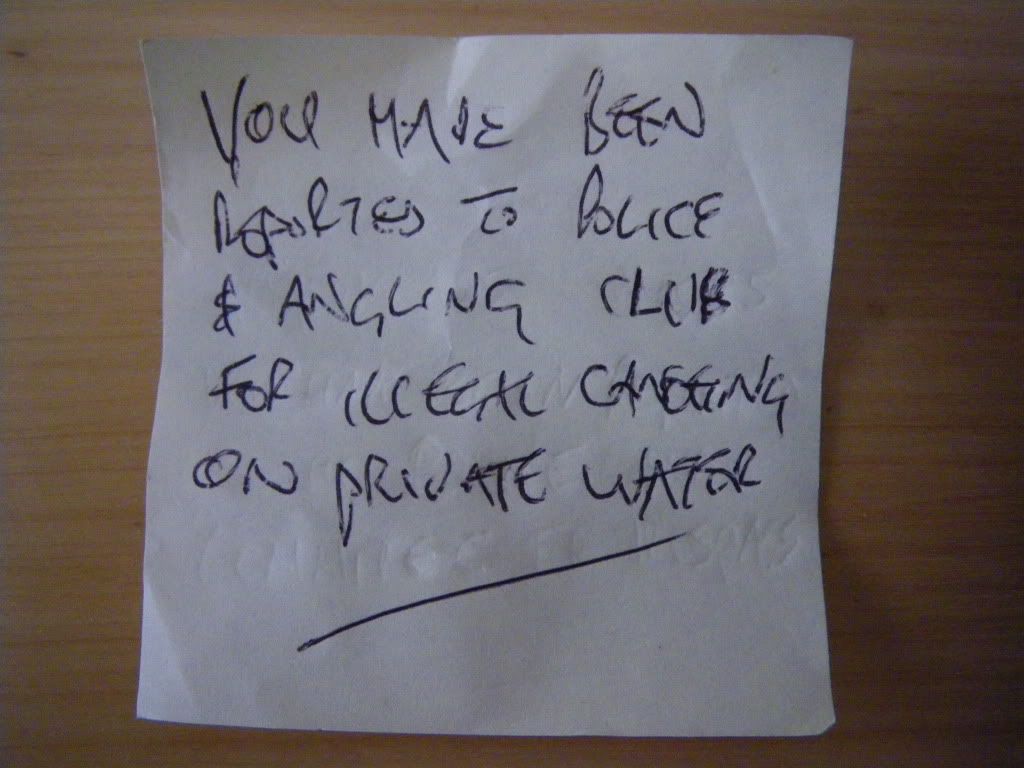 YOU HAVE BEEN
REPORTED TO POLICE
& ANGLING CLUB
FOR ILLEGAL CANOEING
ON PRIVATE WATER